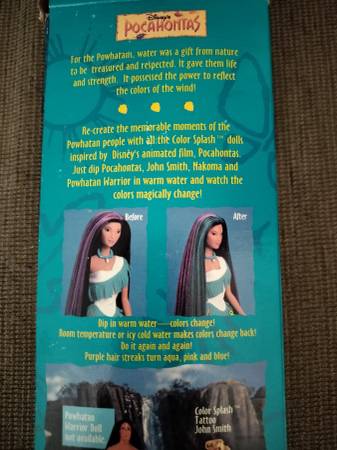 Disney's
POCAHONTAS
For the Powhatans, water was a gift from nature
to be treasured and respected. It gave them life
and strength. It possessed the power to reflect
the colors of the wind!
Re-create the memorable moments of the
Powhatan people with all the Color Splash™ dolls
inspired by Disney's animated film, Pocahontas.
Just dip Pocahontas, John Smith, Nakoma and
Powhatan Warrior in warm water and watch the
colors magically change!
Before
After
Dip in warm water—colors change!
Room temperature or icy cold water makes colors change back!
Do it again and again!
Purple hair streaks turn aqua, pink and blue!
Powhatan
Warrior Doll
not available
Color Splash™
Tattoo
John Smith